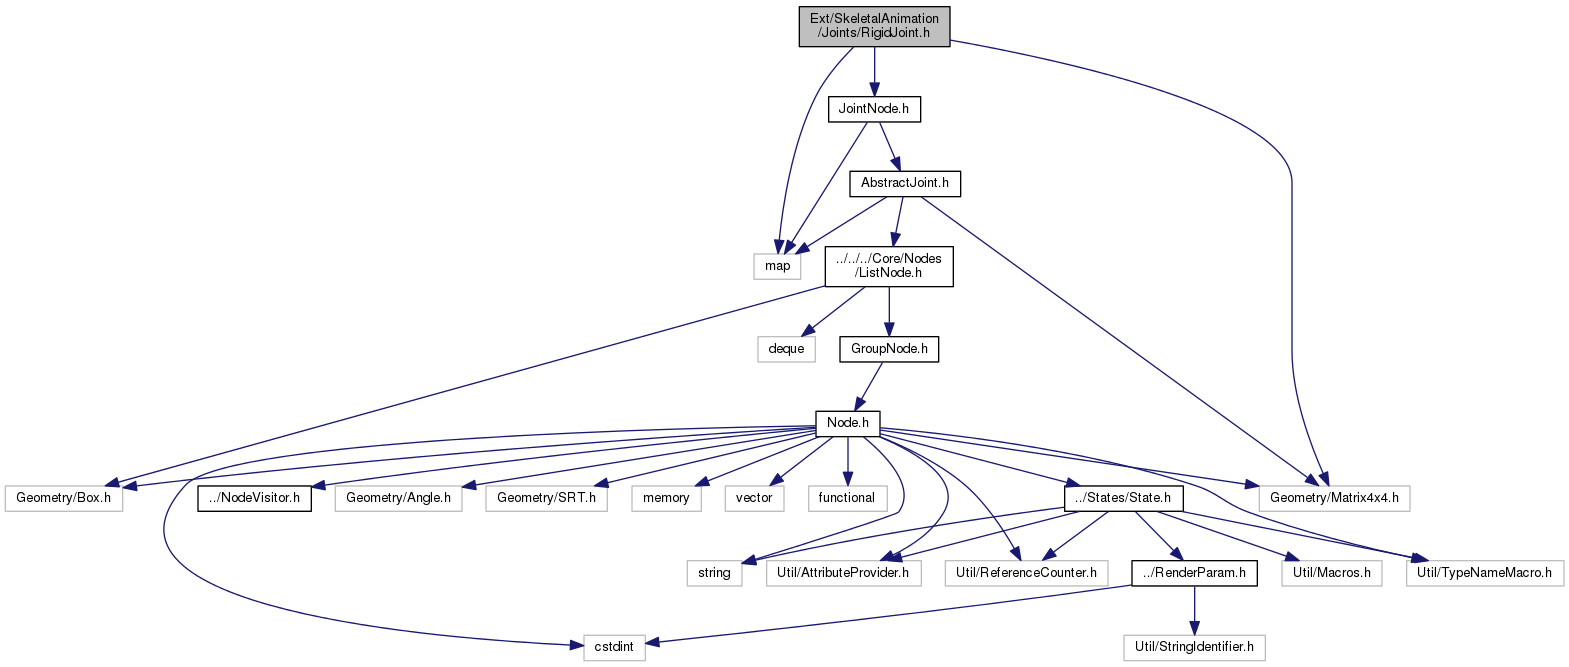 Ext/SkeletalAnimation
/Joints/RigidJoint.h
JointNode.h
AbstractJoint.h
map
../../../Core/Nodes
/ListNode.h
deque
GroupNode.h
Node.h
Geometry/Box.h
../NodeVisitor.h
Geometry/Angle.h
Geometry/SRT.h
memory
vector
functional
../States/State.h
Geometry/Matrix4x4.h
string
Util/AttributeProvider.h
Util/ReferenceCounter.h
../RenderParam.h
Util/Macros.h
Util/TypeNameMacro.h
cstdint
Util/StringIdentifier.h